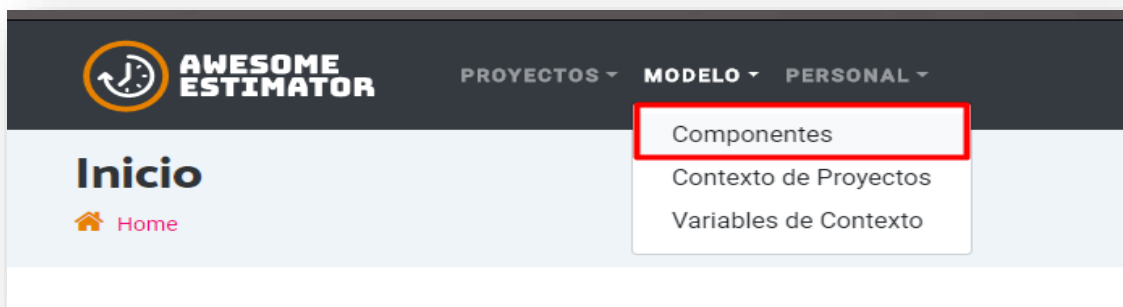 AWESOME
ESTIMATOR
PROYECTOS MODELO PERSONAL
Componentes
Contexto de Proyectos
Variables de Contexto
Inicio
Home